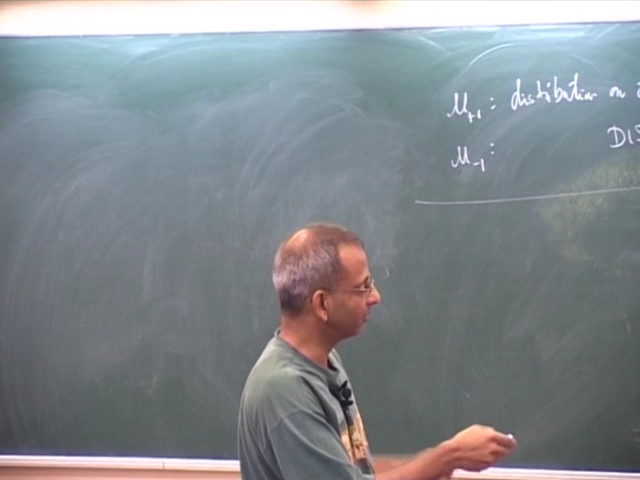 μ₊₁ : distribution on
μ₋₁ : DIS